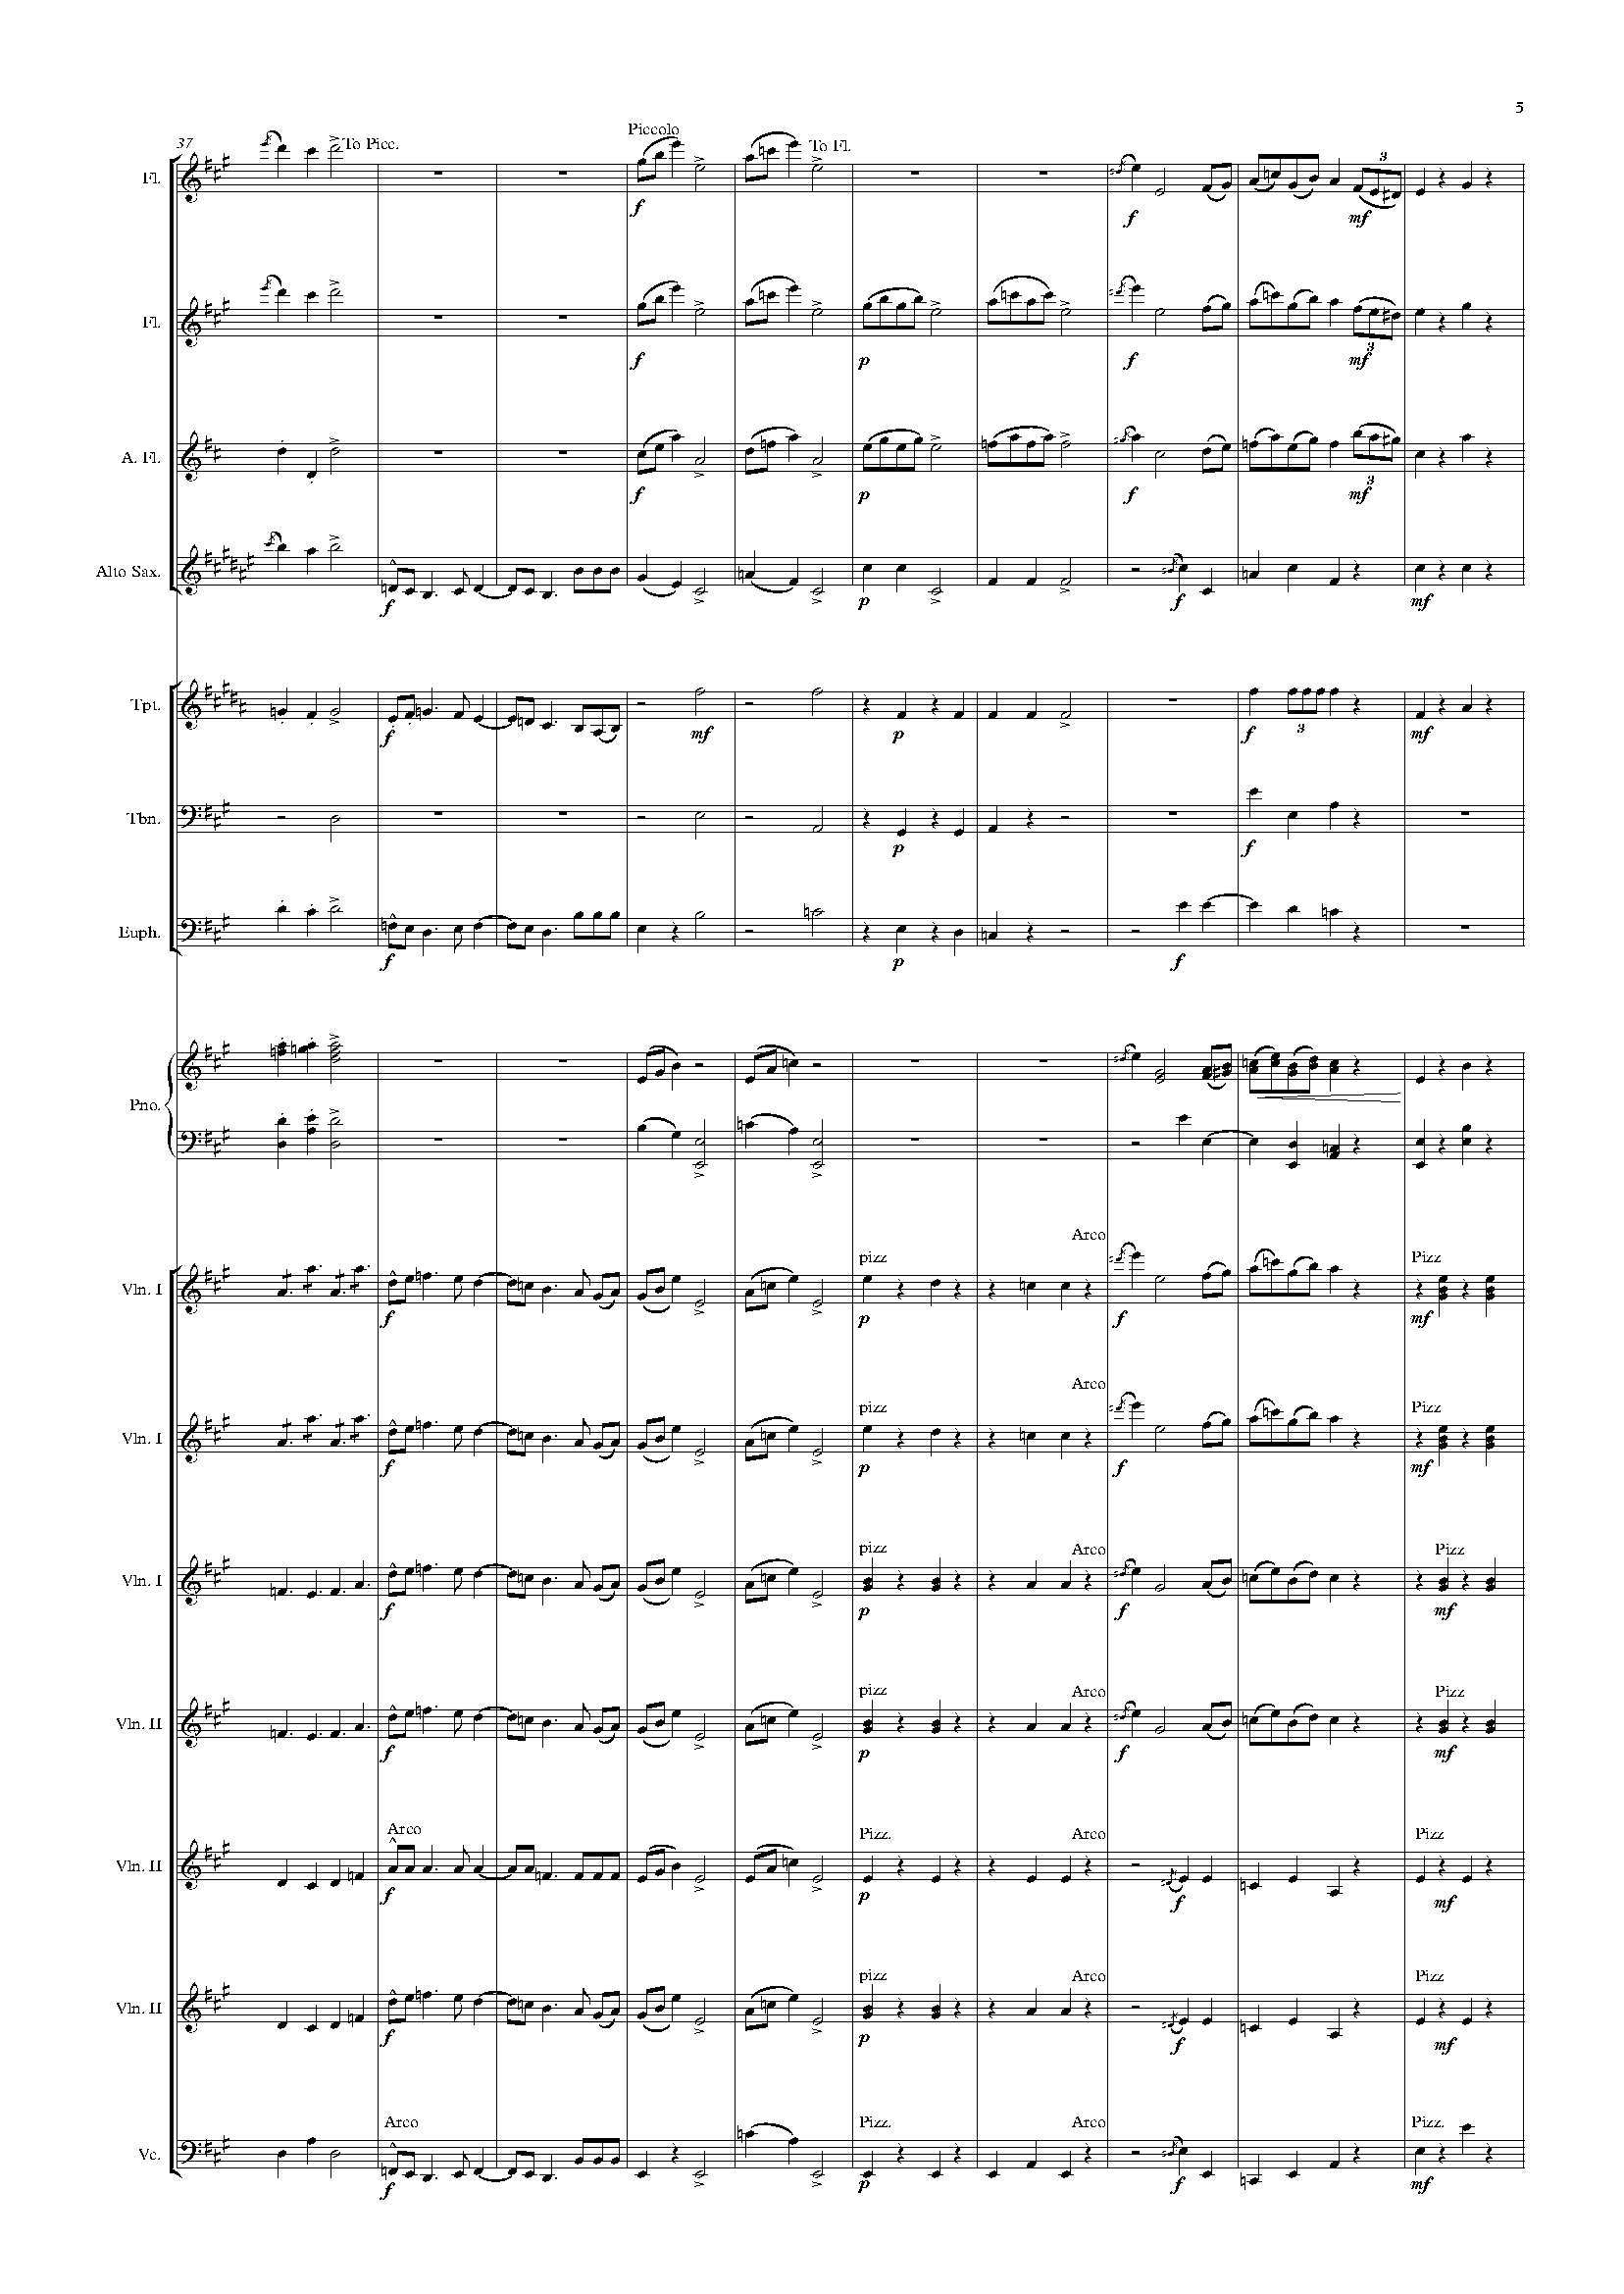 5
37
To Picc.
Piccolo
To Fl.
3
Fl.
f
f
mf
Fl.
f
p
f
mf
3
A. Fl.
f
p
f
mf
3
Alto Sax.
f
p
f
mf
Tpt.
f
mf
p
f
3
mf
Tbn.
p
f
Euph.
f
p
f
Pno.
Arco
pizz
Pizz
Vln. I
f
p
f
mf
Arco
pizz
Pizz
Vln. I
f
p
f
mf
pizz
Arco
Pizz
Vln. I
f
p
f
mf
pizz
Arco
Pizz
Vln. II
f
p
f
mf
Arco
Pizz.
Arco
Pizz
Vln. II
f
p
f
mf
pizz
Arco
Pizz
Vln. II
f
p
f
mf
Arco
Pizz.
Arco
Pizz.
Vc.
f
p
f
mf